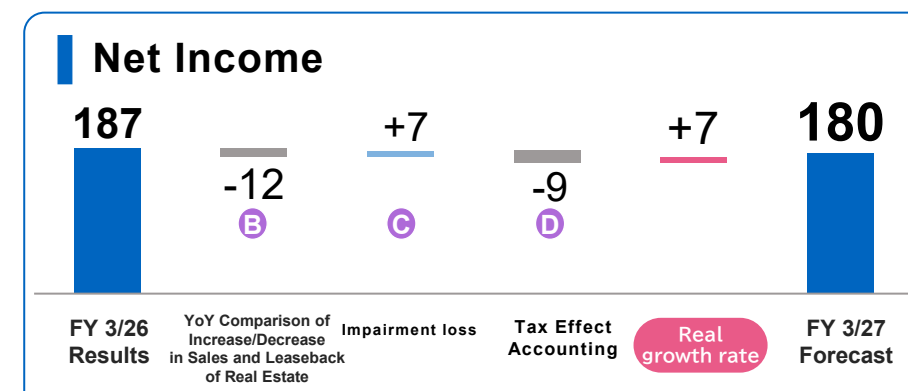 Net Income
187
-12
+7
-9
+7
180
B
C
D
FY 3/26
Results
YoY Comparison of
Increase/Decrease
in Sales and Leaseback
of Real Estate
Impairment loss
Tax Effect
Accounting
Real
growth rate
FY 3/27
Forecast